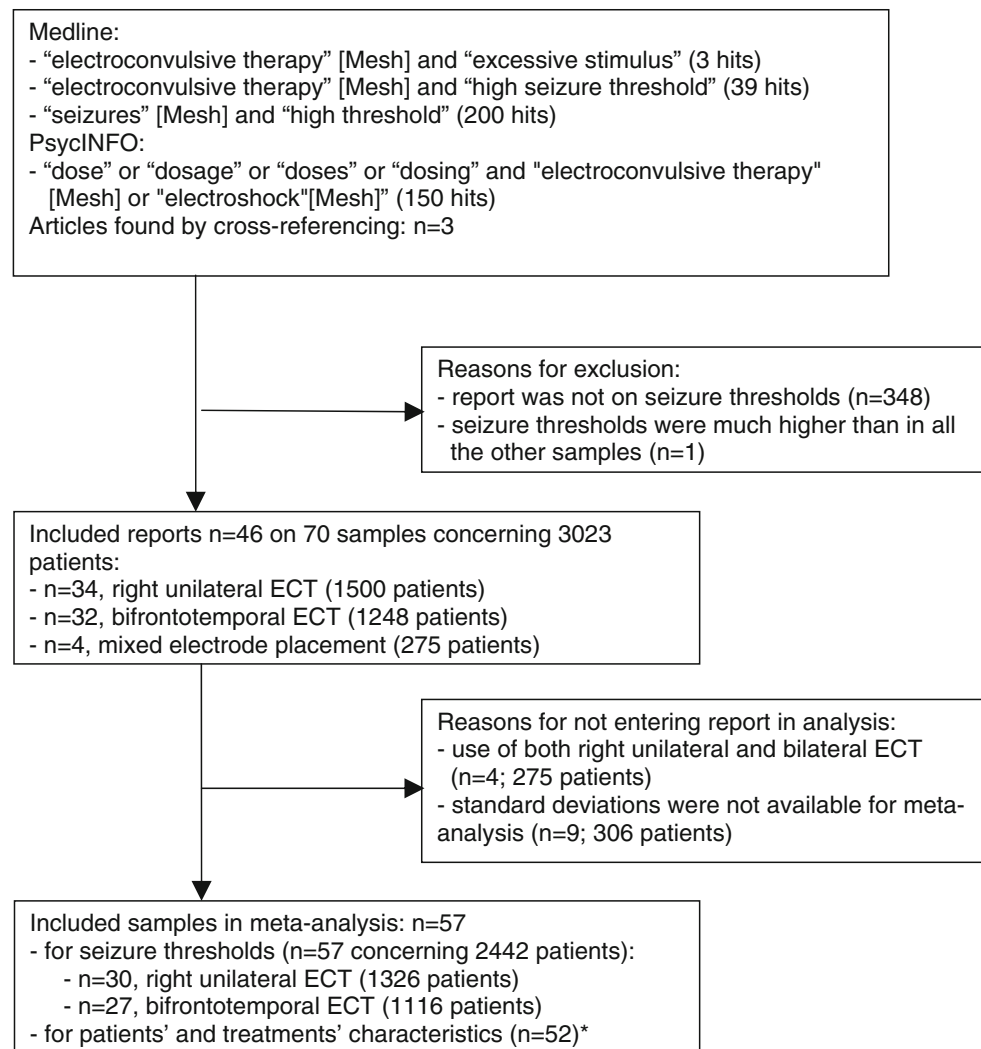 Medline:
- “electroconvulsive therapy” [Mesh] and “excessive stimulus” (3 hits)
- “electroconvulsive therapy” [Mesh] and “high seizure threshold” (39 hits)
- “seizures” [Mesh] and “high threshold” (200 hits)
PsycINFO:
- “dose” or “dosage” or “doses” or “dosing” and "electroconvulsive therapy"
[Mesh] or "electroshock"[Mesh]” (150 hits)
Articles found by cross-referencing: n=3
Reasons for exclusion:
- report was not on seizure thresholds (n=348)
- seizure thresholds were much higher than in all
the other samples (n=1)
Included reports n=46 on 70 samples concerning 3023
patients:
- n=34, right unilateral ECT (1500 patients)
- n=32, bifrontotemporal ECT (1248 patients)
- n=4, mixed electrode placement (275 patients)
Reasons for not entering report in analysis:
- use of both right unilateral and bilateral ECT
(n=4; 275 patients)
- standard deviations were not available for meta-
analysis (n=9; 306 patients)
Included samples in meta-analysis: n=57
- for seizure thresholds (n=57 concerning 2442 patients):
- n=30, right unilateral ECT (1326 patients)
- n=27, bifrontotemporal ECT (1116 patients)
- for patients’ and treatments’ characteristics (n=52)*